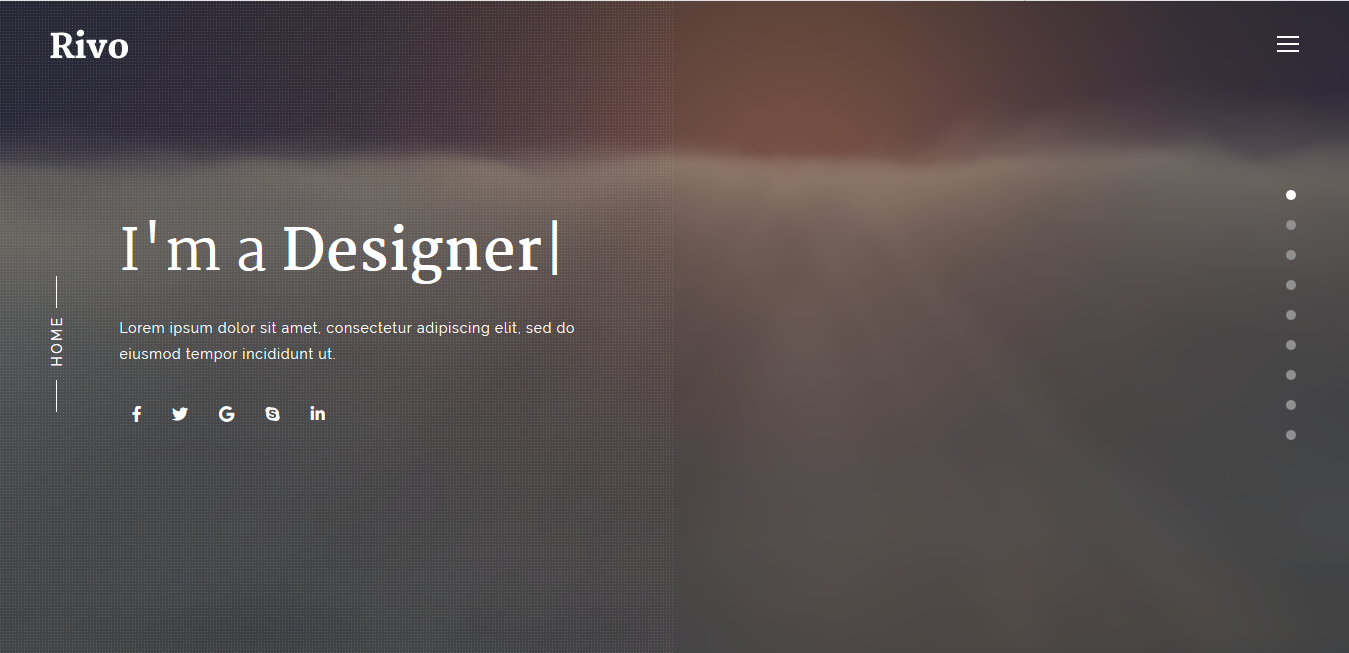 Rivo
I'm a Designer|
HOME
Lorem ipsum dolor sit amet, consectetur adipiscing elit, sed do
eiusmod tempor incididunt ut.